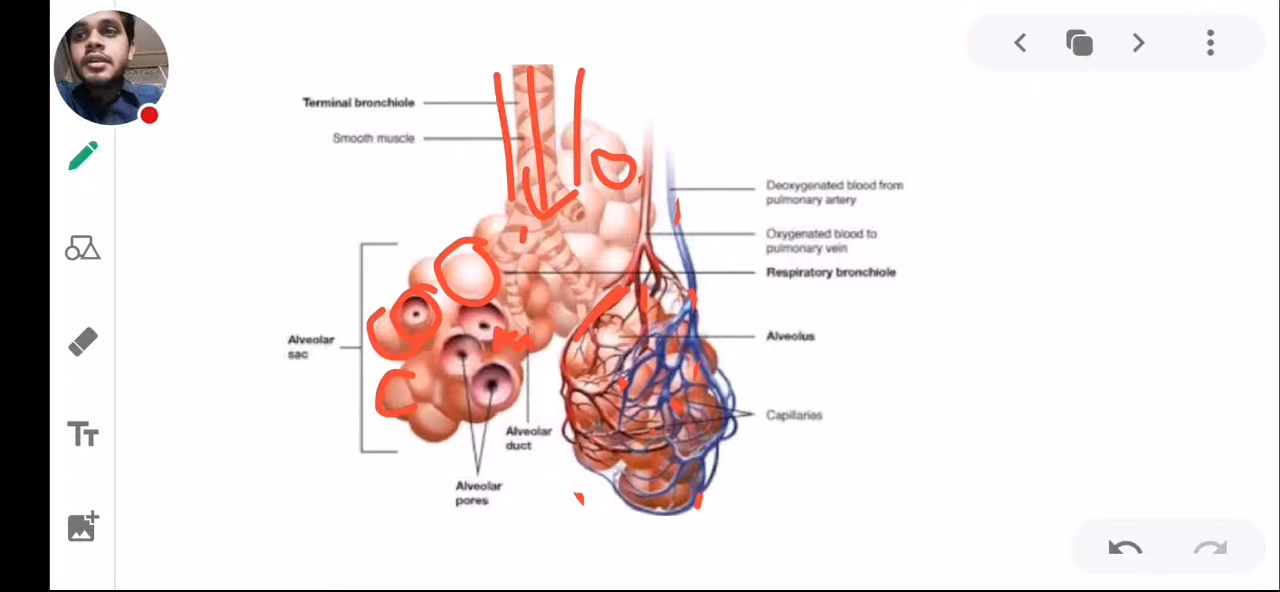 Terminal bronchiole
Smooth muscle
Deoxygenated blood from
pulmonary artery
Oxygenated blood to
pulmonary vein
Respiratory bronchiole
Alveolar
sac
Alveolus
Capillaries
Alveolar
duct
Alveolar
pores
TT